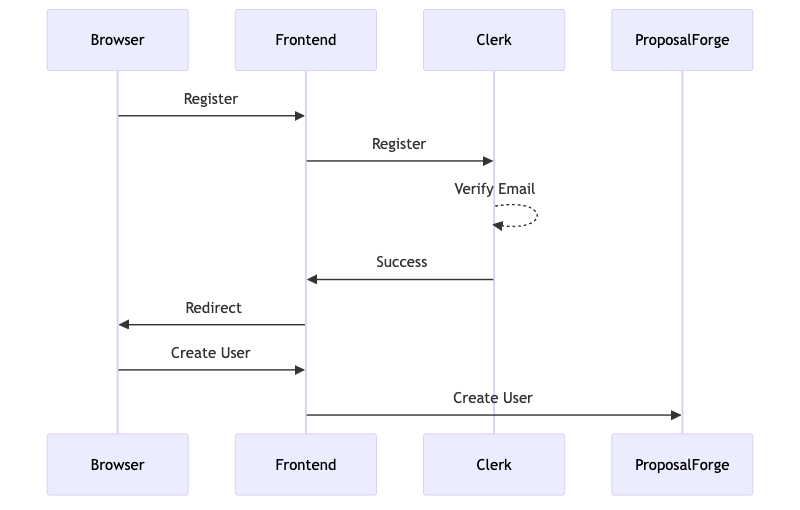 Browser
Frontend
Clerk
ProposalForge
Register
Register
Verify Email
Success
Redirect
Create User
Create User
Browser
Frontend
Clerk
ProposalForge